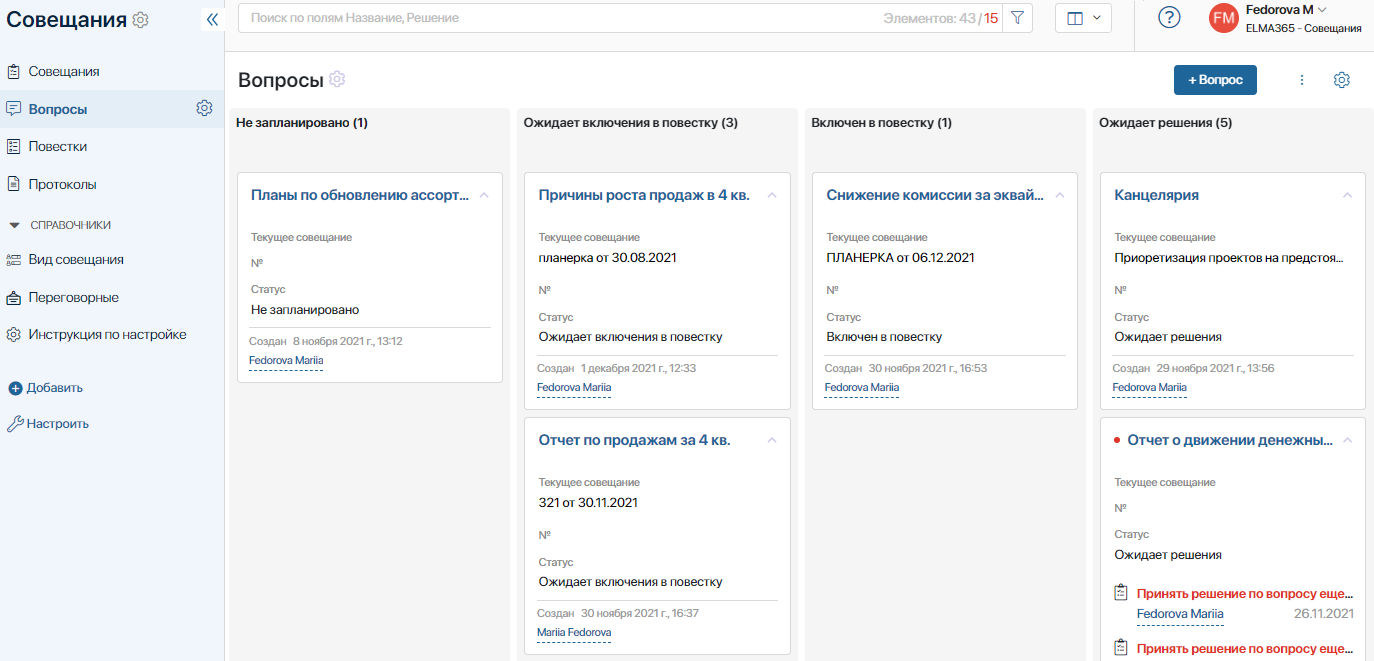 Совещания
Совещания
Вопросы
Повестки
Протоколы
СПРАВОЧНИКИ
Вид совещания
Переговорные
Инструкция по настройке
Добавить
Настроить
Поиск по полям Название, Решение
Элементов: 43 / 15
?
FM
Fedorova M
ELMA365 - Совещания
Вопросы
+ Вопрос
Не запланировано (1)
Планы по обновлению ассорт...
Текущее совещание
№
Статус
Не запланировано
Создан 8 ноября 2021 г., 13:12
Fedorova Mariia
Ожидает включения в повестку (3)
Причины роста продаж в 4 кв.
Текущее совещание
планерка от 30.08.2021
№
Статус
Ожидает включения в повестку
Создан 1 декабря 2021 г., 12:33
Fedorova Mariia
Отчет по продажам за 4 кв.
Текущее совещание
321 от 30.11.2021
№
Статус
Ожидает включения в повестку
Создан 30 ноября 2021 г., 16:37
Mariia Fedorova
Включен в повестку (1)
Снижение комиссии за эквай...
Текущее совещание
ПЛАНЕРКА от 06.12.2021
№
Статус
Включен в повестку
Создан 30 ноября 2021 г., 16:53
Fedorova Mariia
Ожидает решения (5)
Канцелярия
Текущее совещание
Приоретизация проектов на предстоя...
№
Статус
Ожидает решения
Создан 29 ноября 2021 г., 13:56
Fedorova Mariia
Отчет о движении денежны...
Текущее совещание
№
Статус
Ожидает решения
Принять решение по вопросу еще...
Fedorova Mariia 26.11.2021
Принять решение по вопросу еще...